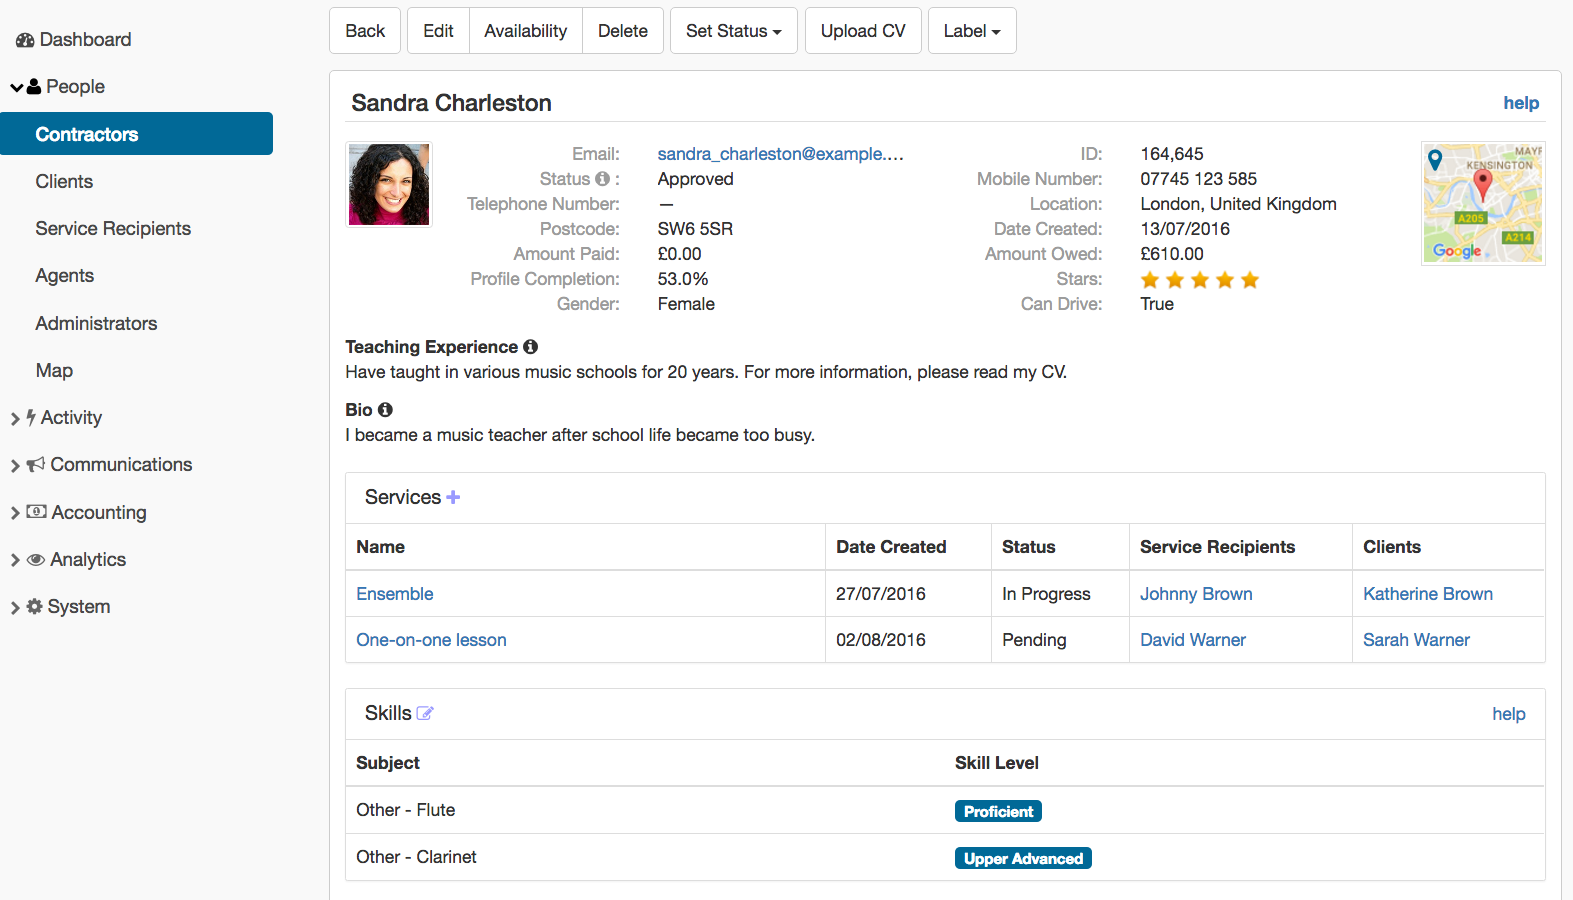 Dashboard
People
Contractors
Clients
Service Recipients
Agents
Administrators
Map
Activity
Communications
Accounting
Analytics
System
Back Edit Availability Delete Set Status Upload CV Label
Sandra Charleston help
Email: sandra_charleston@example.... ID: 164,645
Status : Approved Mobile Number: 07745 123 585
Telephone Number: — Location: London, United Kingdom
Postcode: SW6 5SR Date Created: 13/07/2016
Amount Paid: £0.00 Amount Owed: £610.00
Profile Completion: 53.0% Stars:
Gender: Female Can Drive: True
MAYF
KENSINGTON
A205
A214
Google
Teaching Experience
Have taught in various music schools for 20 years. For more information, please read my CV.
Bio
I became a music teacher after school life became too busy.
Services +
Name Date Created Status Service Recipients Clients
Ensemble 27/07/2016 In Progress Johnny Brown Katherine Brown
One-on-one lesson 02/08/2016 Pending David Warner Sarah Warner
Skills help
Subject Skill Level
Other - Flute Proficient
Other - Clarinet Upper Advanced